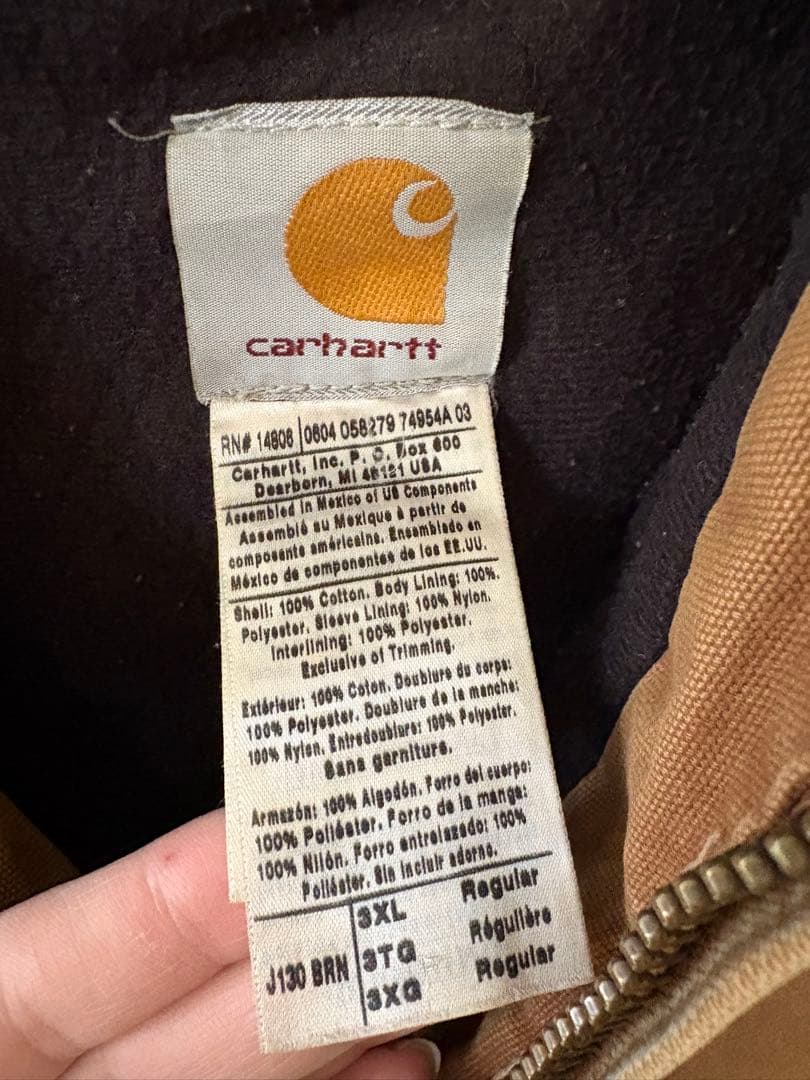 carhartt
RN# 14806 0604 058279 74954A 03
Carhartt, Inc. P. O. Box 600
Dearborn, MI 48121 USA
Assembled in Mexico of US Components
Assemblé au Mexique à partir de
composants américains. Ensamblado en
México de componentes de los EE.UU.
Shell: 100% Cotton. Body Lining: 100%.
Polyester. Sleeve Lining: 100% Nylon.
Interlining: 100% Polyester.
Exclusive of Trimming.
Extérieur: 100% Coton. Doublure du corps:
100% Polyester. Doublure de la manche:
100% Nylon. Entredoublure: 100% Polyester.
Sans garniture.
Armazón: 100% Algodón. Forro del cuerpo:
100% Poliéster. Forro de la manga:
100% Nilón. Forro entrelazado: 100%
Poliéster. Sin incluir adorno.
J130 BRN
3XL Regular
3TG Régulière
3XG Regular